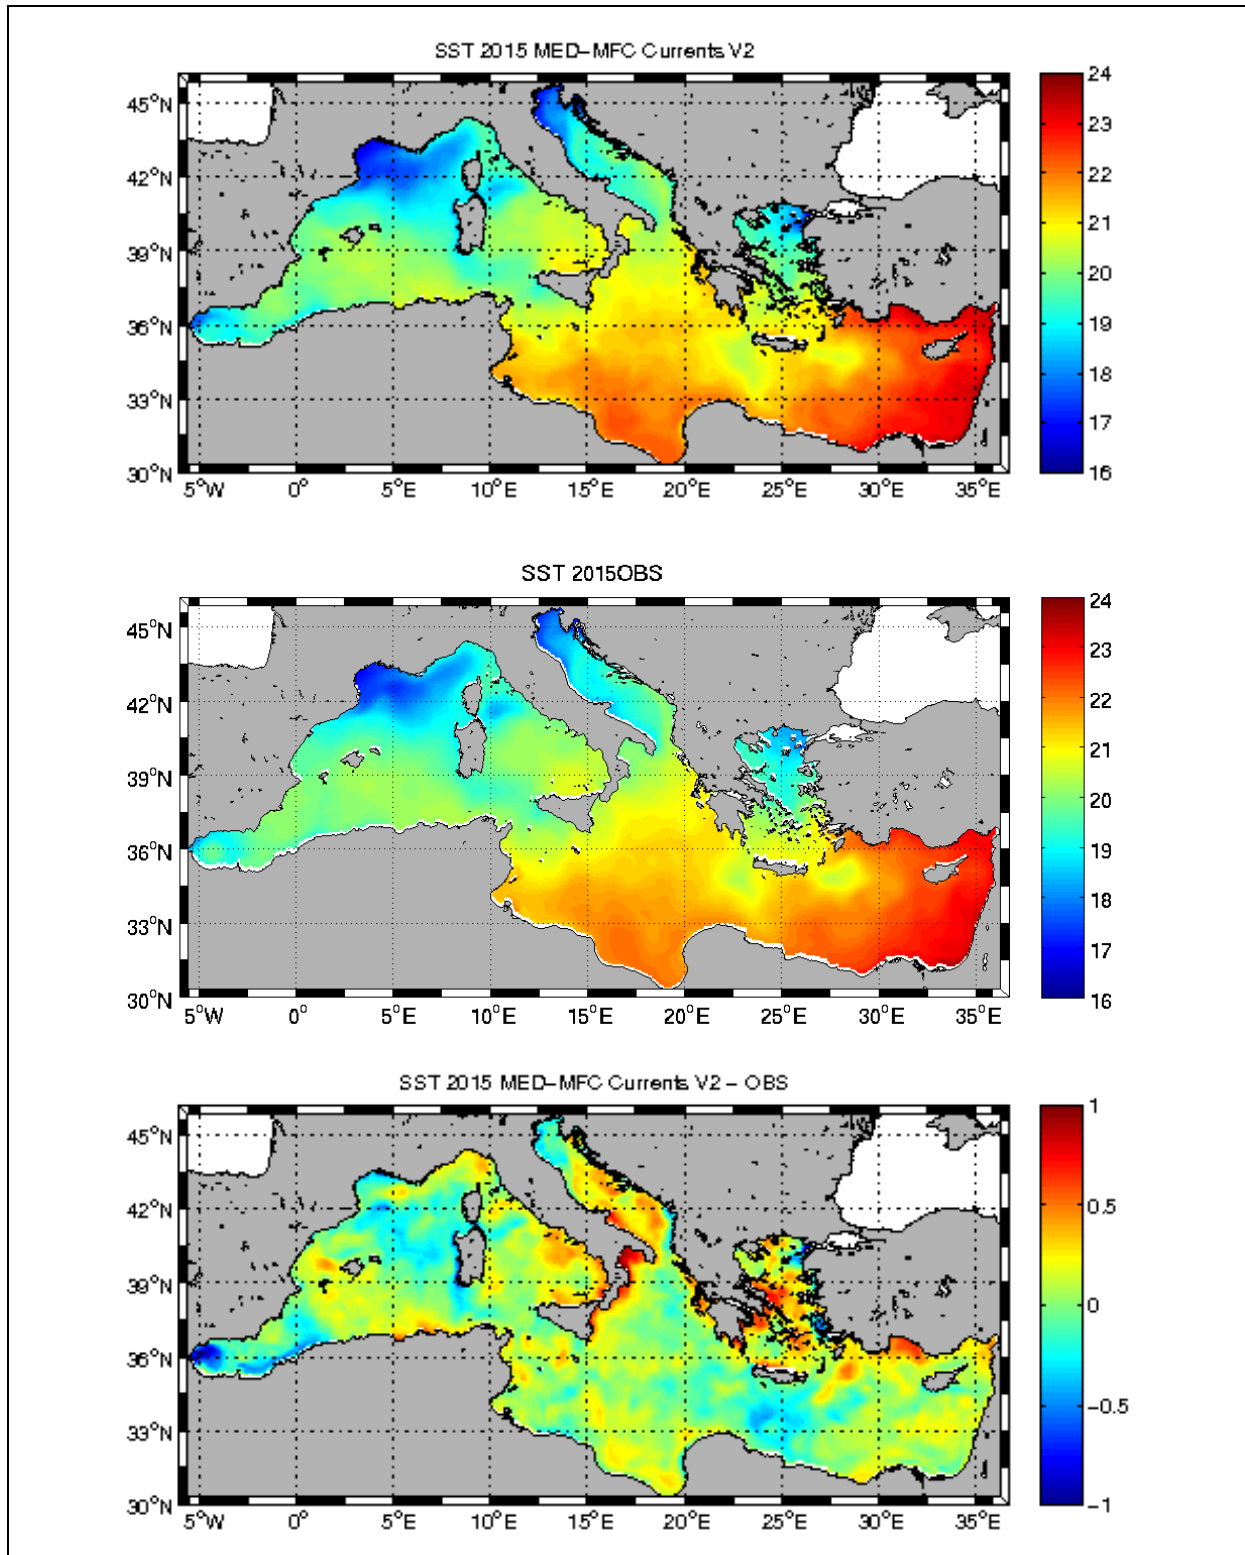 SST 2015 MED−MFC Currents V2
45°N
42°N
39°N
36°N
33°N
30°N
5°W 0° 5°E 10°E 15°E 20°E 25°E 30°E 35°E
24
23
22
21
20
19
18
17
16
SST 2015OBS
45°N
42°N
39°N
36°N
33°N
30°N
5°W 0° 5°E 10°E 15°E 20°E 25°E 30°E 35°E
24
23
22
21
20
19
18
17
16
SST 2015 MED−MFC Currents V2 − OBS
45°N
42°N
39°N
36°N
33°N
30°N
5°W 0° 5°E 10°E 15°E 20°E 25°E 30°E 35°E
1
0.5
0
−0.5
−1